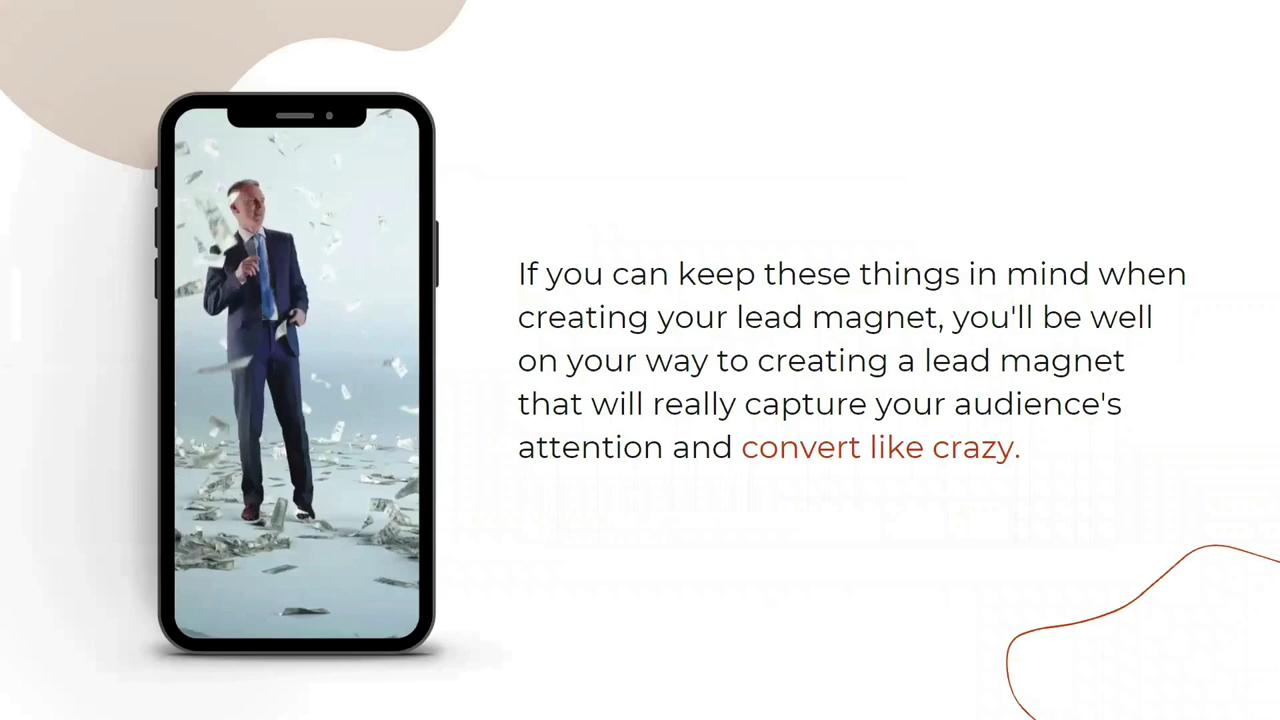 If you can keep these things in mind when
creating your lead magnet, you'll be well
on your way to creating a lead magnet
that will really capture your audience's
attention and convert like crazy.